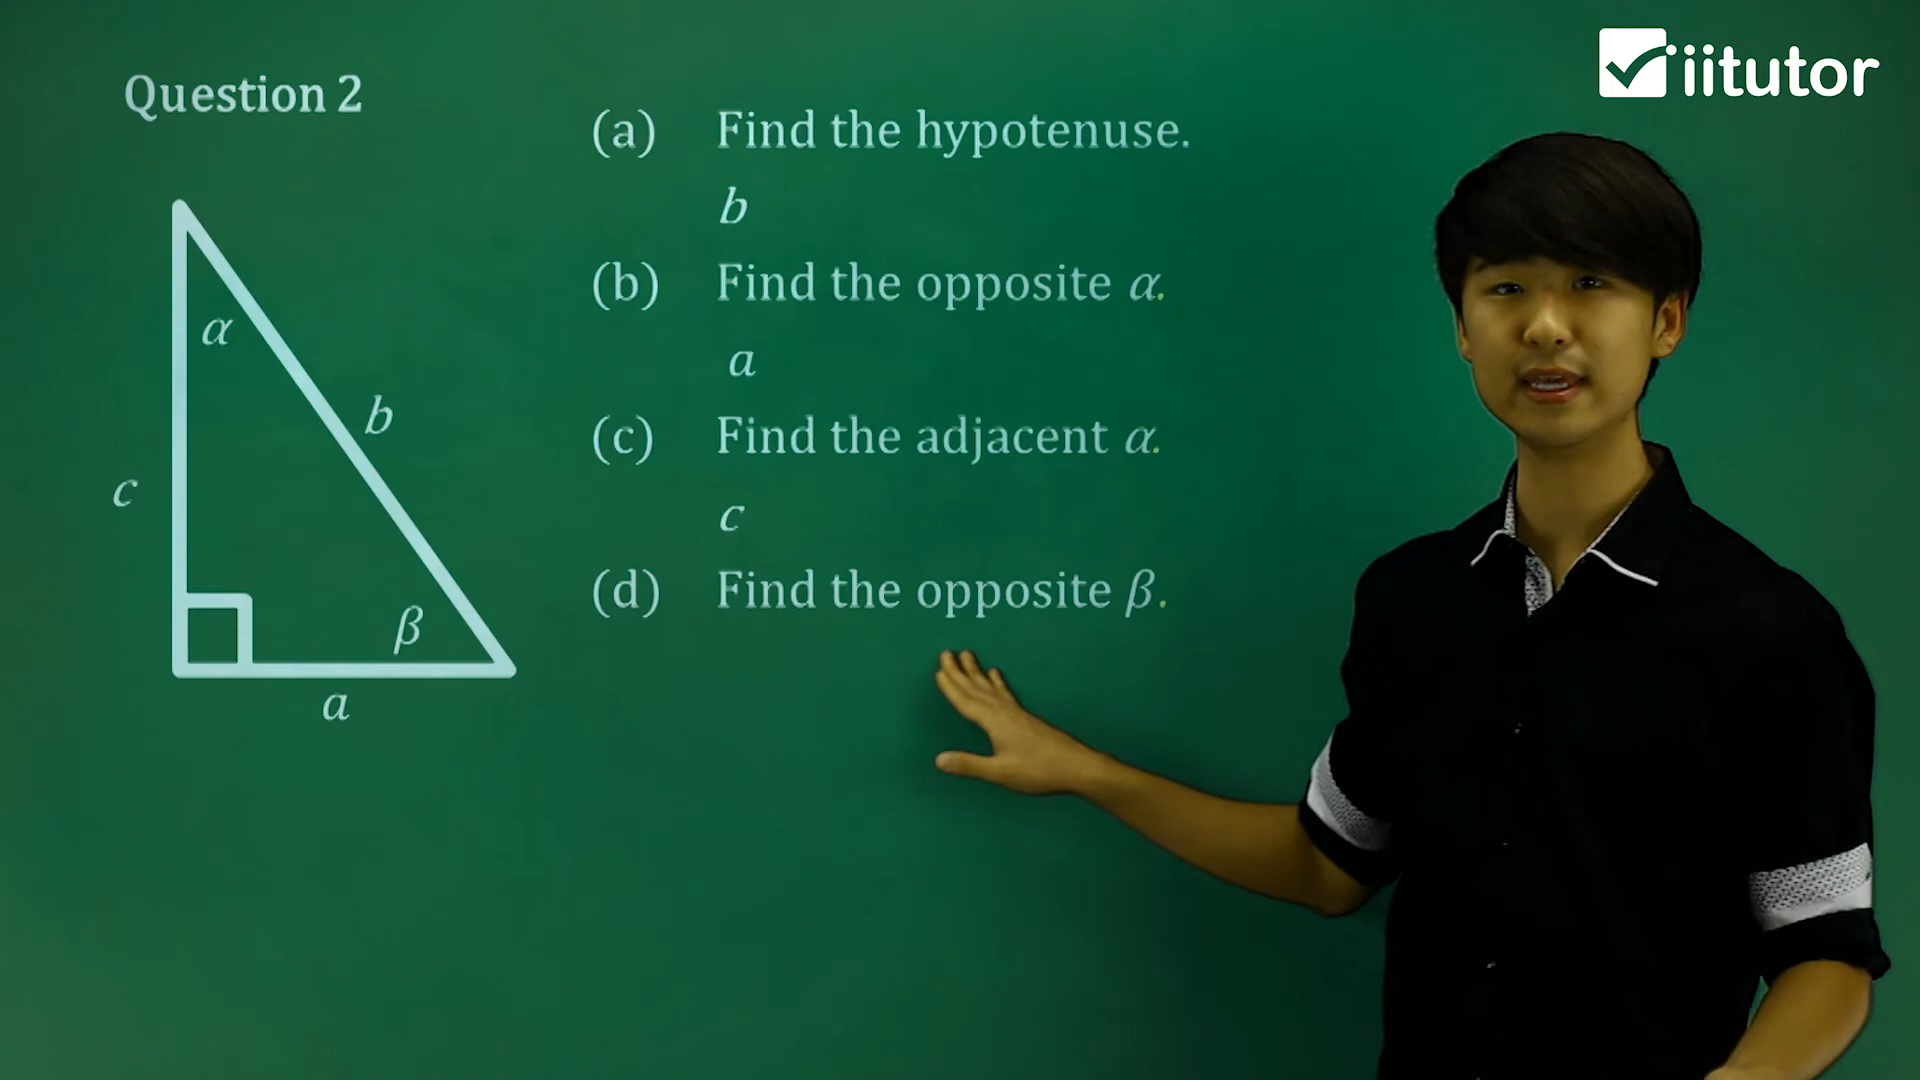 Question 2
iitutor
(a) Find the hypotenuse.
b
(b) Find the opposite α.
a
(c) Find the adjacent α.
c
(d) Find the opposite β.
α
b
c
β
a